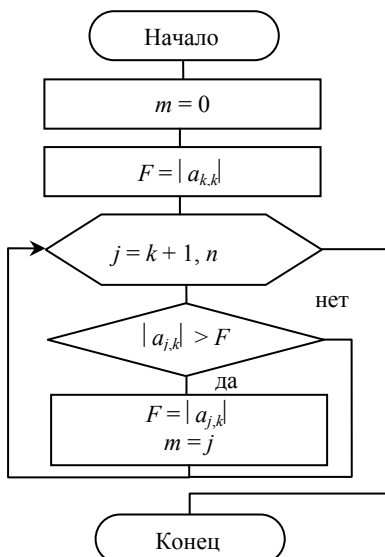 Начало
m = 0
F = | a_{k,k}|
j = k + 1, n
нет
| a_{j,k}| > F
да
F = | a_{j,k}|
m = j
Конец